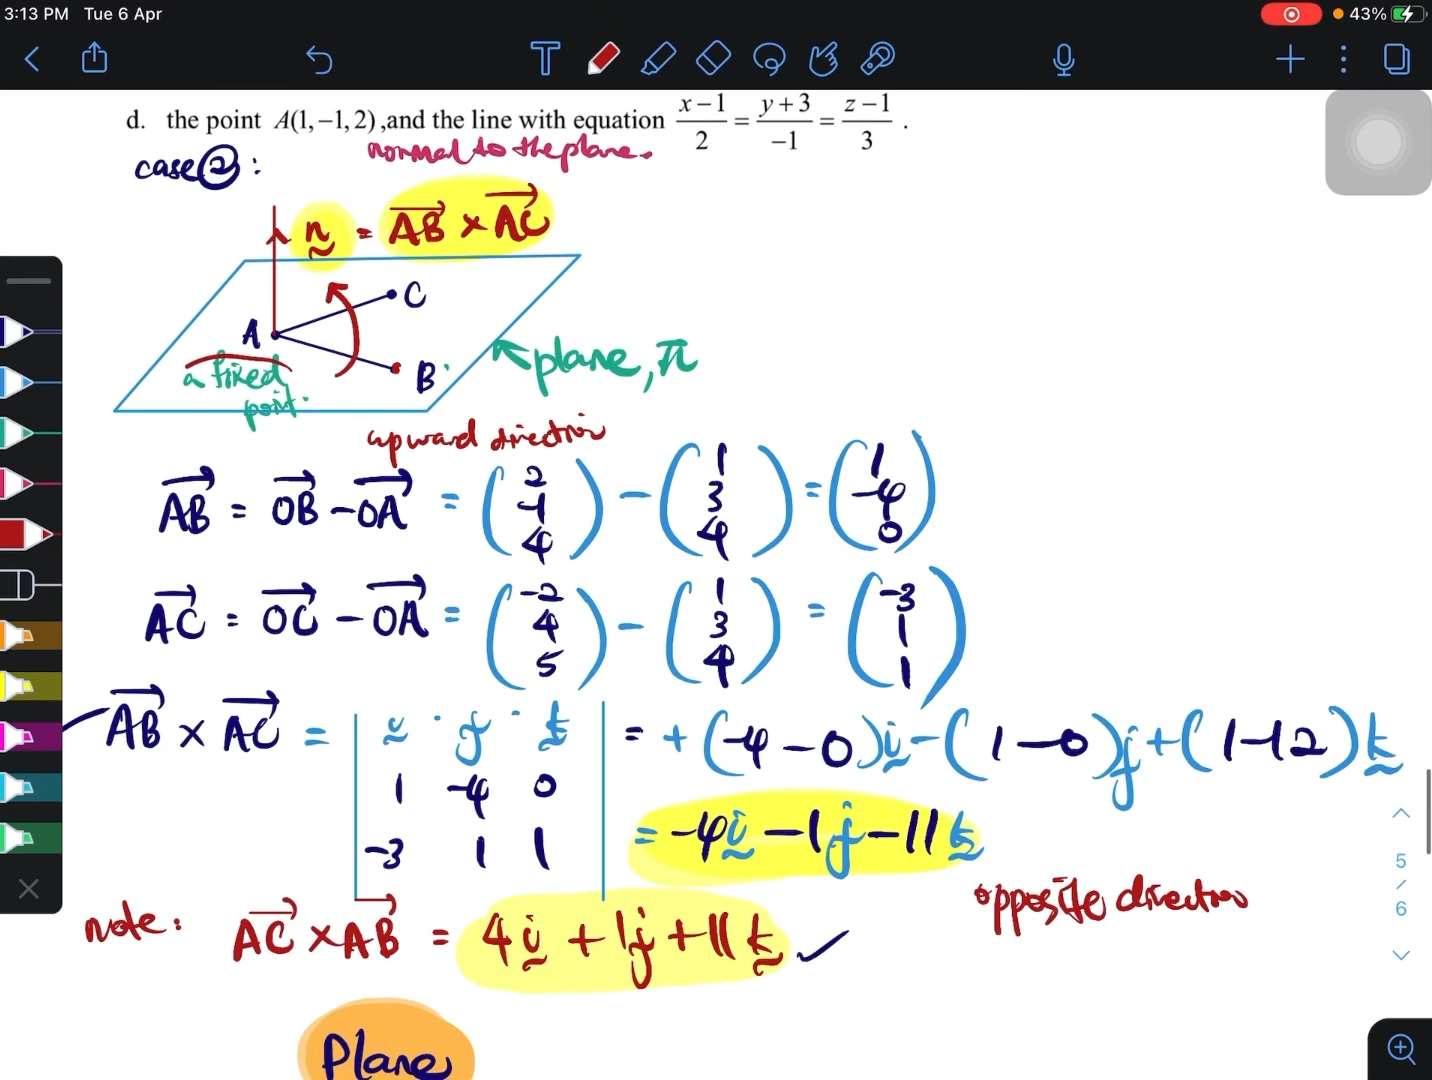 3:13 PM Tue 6 Apr
43%
d. the point A(1,−1,2) ,and the line with equation x−1/2 = y+3/−1 = z−1/3 .
normal to the plane.
case ② :
n = AB × AC
C
A
B
a fixed point.
plane, π
upward direction
AB = OB − OA = (2 −1 4) − (1 3 4) = (1 −4 0)
AC = OC − OA = (−2 4 5) − (1 3 4) = (−3 1 1)
AB × AC = | i j k | = + (−4 − 0)i − (1 − 0)j + (1 − 12)k
1 −4 0
−3 1 1
= −4i − 1j − 11k
opposite direction
note: AC × AB = 4i + 1j + 11k
5
/
6
Plane